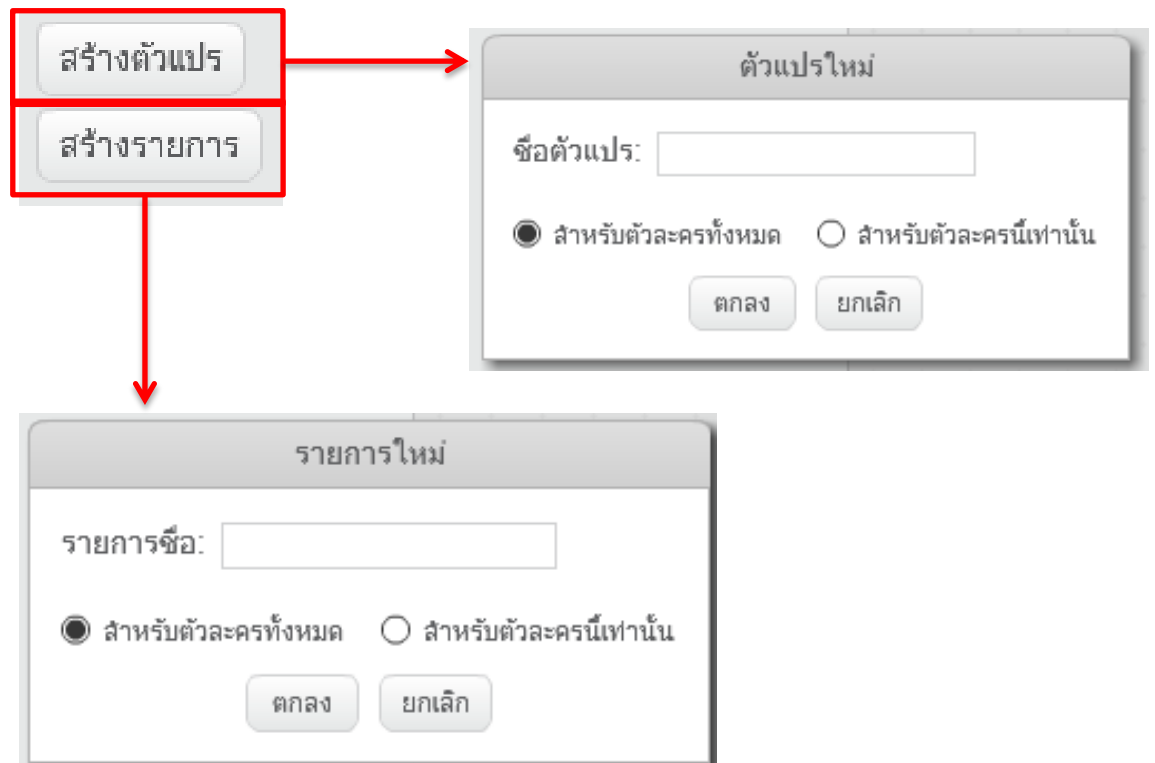 สร้างตัวแปร
สร้างรายการ
ตัวแปรใหม่
ชื่อตัวแปร:
สำหรับตัวละครทั้งหมด สำหรับตัวละครนี้เท่านั้น
ตกลง ยกเลิก
รายการใหม่
รายการชื่อ:
สำหรับตัวละครทั้งหมด สำหรับตัวละครนี้เท่านั้น
ตกลง ยกเลิก